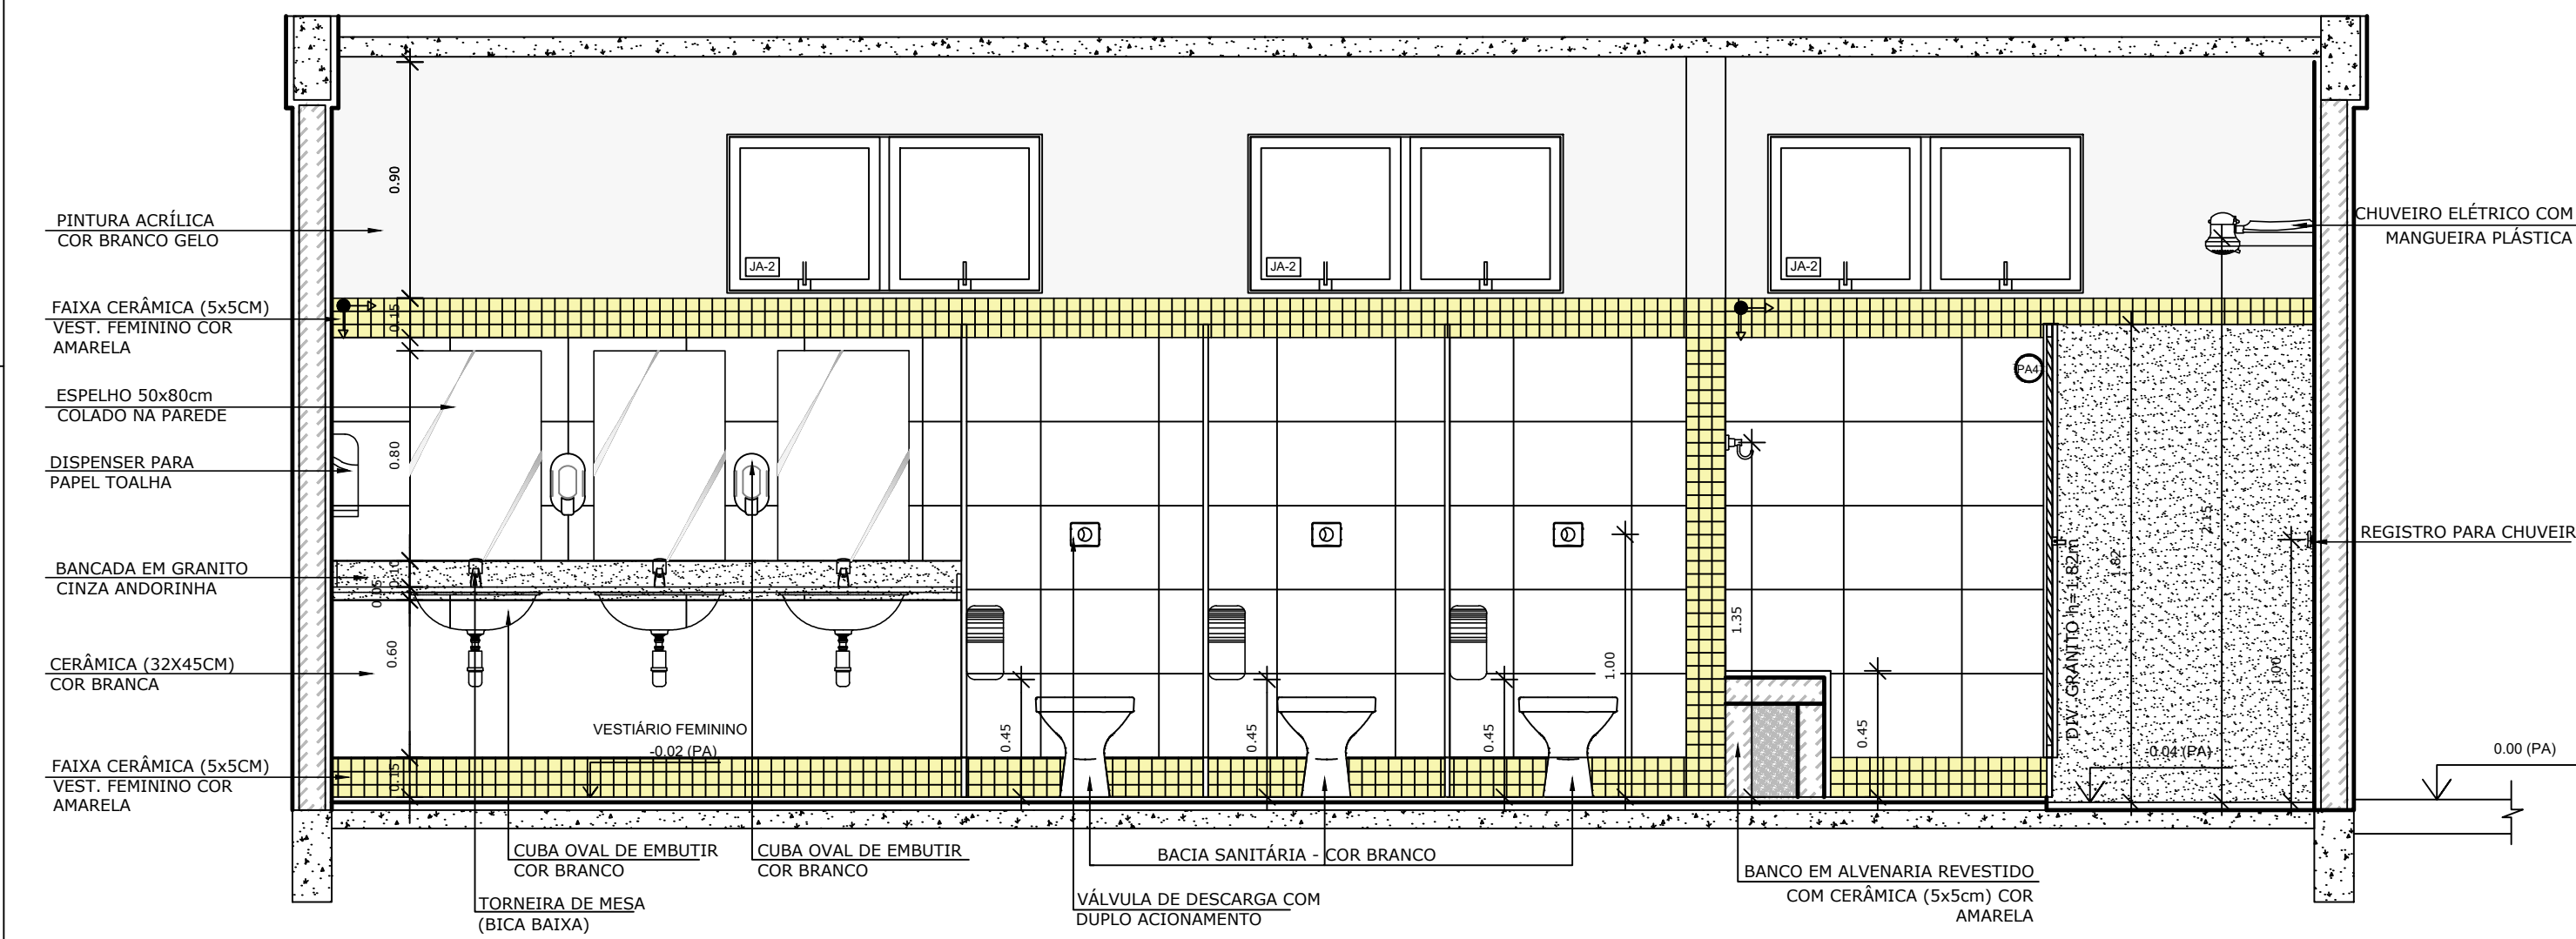 PINTURA ACRÍLICA
COR BRANCO GELO
FAIXA CERÂMICA (5x5CM)
VEST. FEMININO COR
AMARELA
ESPELHO 50x80cm
COLADO NA PAREDE
DISPENSER PARA
PAPEL TOALHA
BANCADA EM GRANITO
CINZA ANDORINHA
CERÂMICA (32X45CM)
COR BRANCA
FAIXA CERÂMICA (5x5CM)
VEST. FEMININO COR
AMARELA
0.90
0.15
0.80
0.10
0.05
0.60
0.15
JA-2
JA-2
JA-2
VESTIÁRIO FEMININO
-0.02 (PA)
0.45
0.45
0.45
1.00
1.35
0.45
PA4
DIV. GRANITO h=1.82m
1.82
2.15
1.00
-0.04 (PA)
CHUVEIRO ELÉTRICO COM
MANGUEIRA PLÁSTICA
REGISTRO PARA CHUVEIR
0.00 (PA)
CUBA OVAL DE EMBUTIR
COR BRANCO
CUBA OVAL DE EMBUTIR
COR BRANCO
TORNEIRA DE MESA
(BICA BAIXA)
BACIA SANITÁRIA - COR BRANCO
VÁLVULA DE DESCARGA COM
DUPLO ACIONAMENTO
BANCO EM ALVENARIA REVESTIDO
COM CERÂMICA (5x5cm) COR
AMARELA